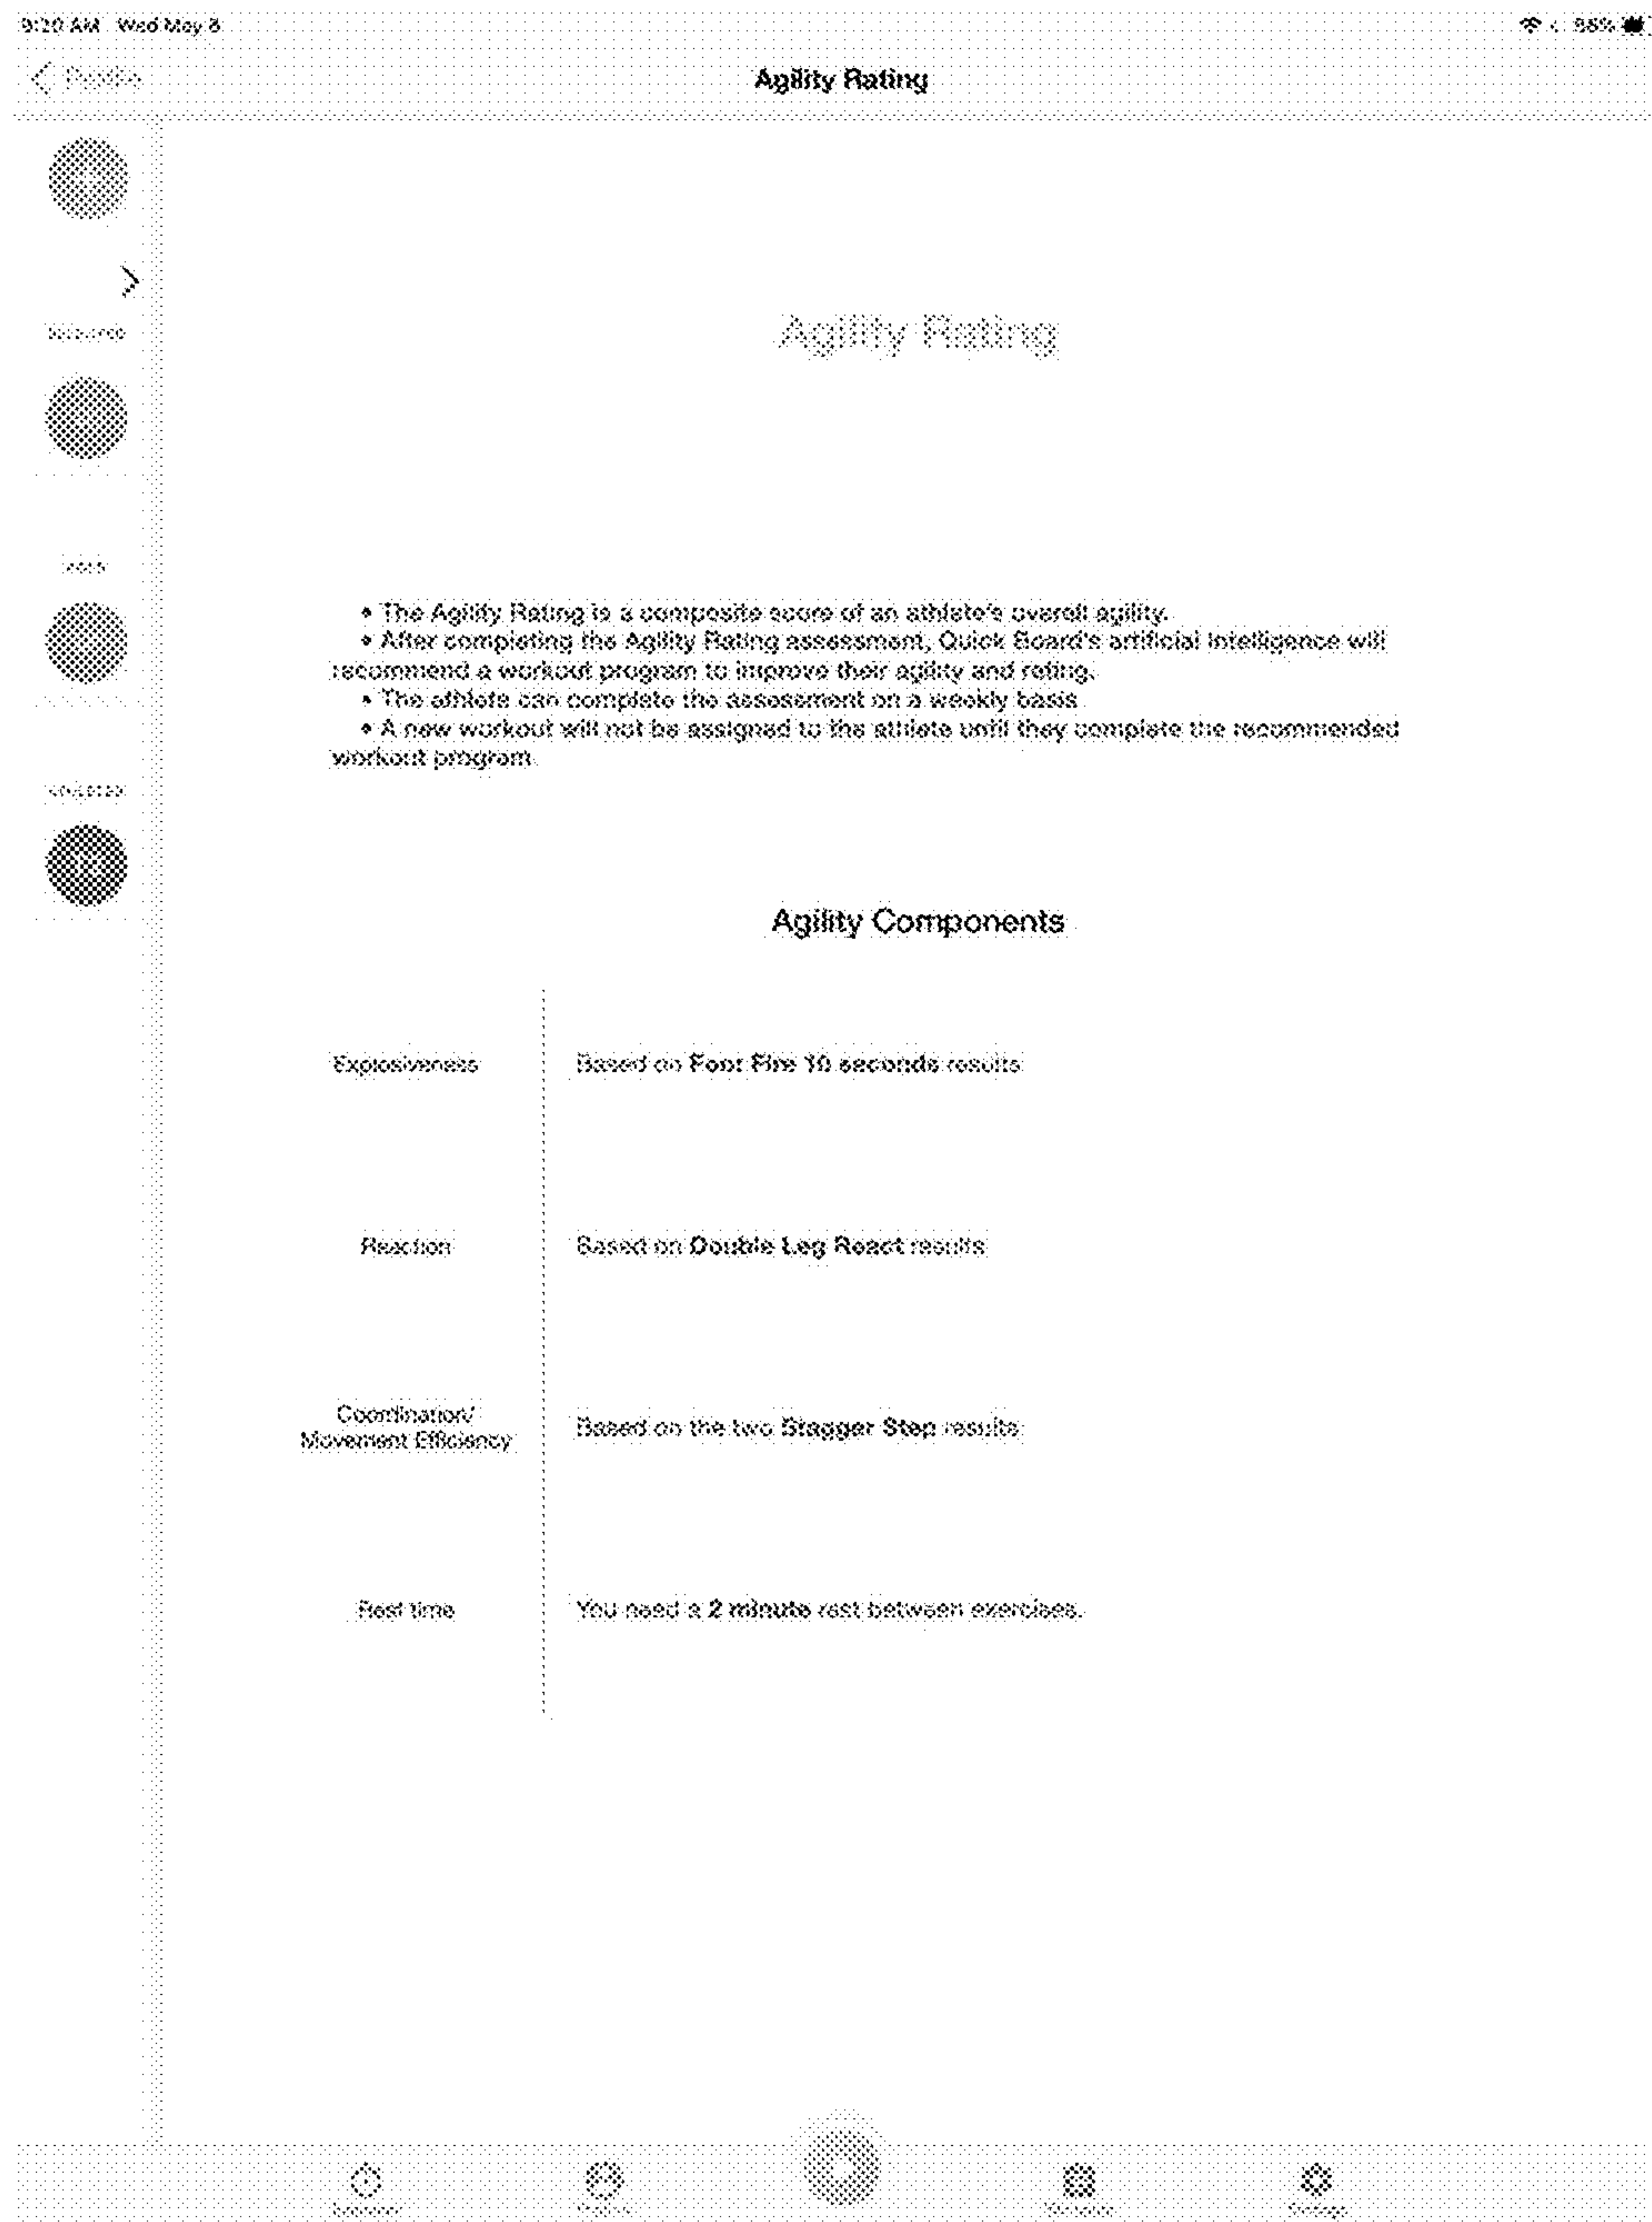 9:20 AM Wed May 8
Profile
Agility Rating
Agility Rating
• The Agility Rating is a composite score of an athlete's overall agility.
• After completing the Agility Rating assessment, Quick Board's artificial intelligence will
recommend a workout program to improve their agility and rating.
• The athlete can complete the assessment on a weekly basis
• A new workout will not be assigned to the athlete until they complete the recommended
workout program
Agility Components
Explosiveness
Based on Foot Fire 10 seconds results
Reaction
Based on Double Leg React results
Coordination/
Movement Efficiency
Based on the two Stagger Step results
Rest time
You need a 2 minute rest between exercises.